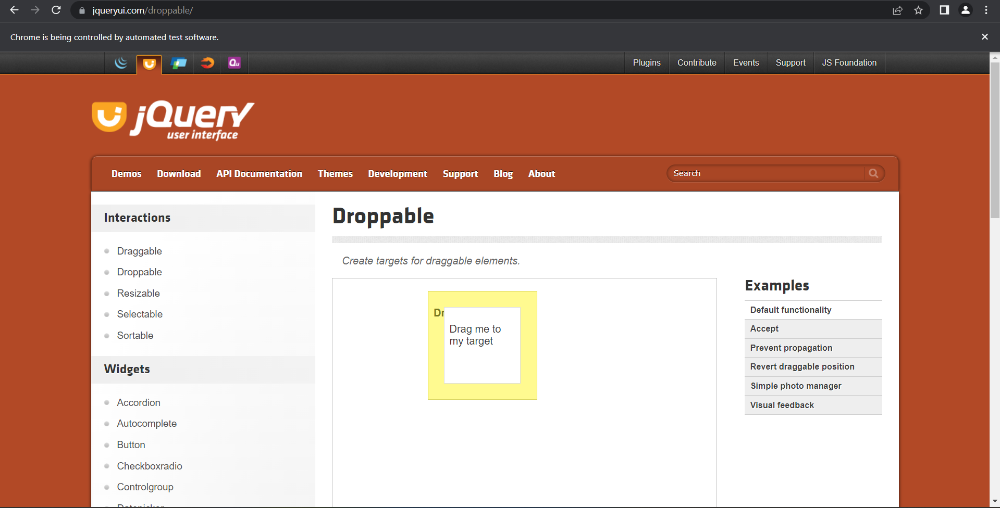 jqueryui.com/droppable/
Chrome is being controlled by automated test software.
Qu
Plugins
Contribute
Events
Support
JS Foundation
jQuery
user interface
Demos
Download
API Documentation
Themes
Development
Support
Blog
About
Search
Interactions
Draggable
Droppable
Resizable
Selectable
Sortable
Widgets
Accordion
Autocomplete
Button
Checkboxradio
Controlgroup
Droppable
Create targets for draggable elements.
Dr
Drag me to
my target
Examples
Default functionality
Accept
Prevent propagation
Revert draggable position
Simple photo manager
Visual feedback